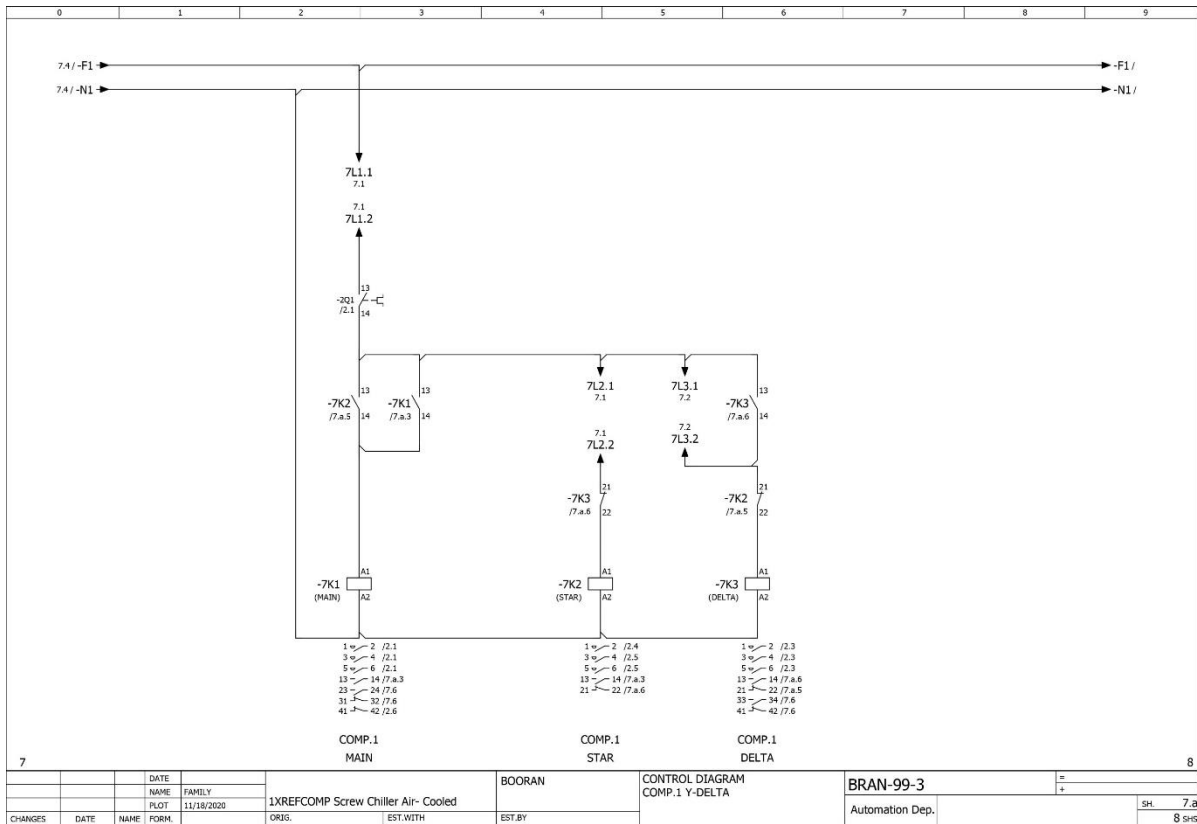 0 1 2 3 4 5 6 7 8 9
7.4 / -F1 -F1 /
7.4 / -N1 -N1 /
7L1.1
7.1
7.1
7L1.2
13
-2Q1
/2.1
14
13 13 7L2.1 7L3.1 13
-7K2 -7K1 7.1 7.2 -7K3
/7.a.5 14 /7.a.3 14 /7.a.6 14
7.1 7.2
7L2.2 7L3.2
21 21
-7K3 -7K2
/7.a.6 22 /7.a.5 22
A1 A1 A1
-7K1 -7K2 -7K3
(MAIN) A2 (STAR) A2 (DELTA) A2
1 2 /2.1 1 2 /2.4 1 2 /2.3
3 4 /2.1 3 4 /2.5 3 4 /2.3
5 6 /2.1 5 6 /2.5 5 6 /2.3
13 14 /7.a.3 13 14 /7.a.3 13 14 /7.a.6
23 24 /7.6 21 22 /7.a.6 21 22 /7.a.5
31 32 /7.6 33 34 /7.6
41 42 /2.6 41 42 /7.6
COMP.1 COMP.1 COMP.1
7 MAIN STAR DELTA 8
DATE BOORAN CONTROL DIAGRAM BRAN-99-3 =
NAME FAMILY COMP.1 Y-DELTA +
PLOT 11/18/2020 1XREFCOMP Screw Chiller Air- Cooled Automation Dep. SH. 7.a
CHANGES DATE NAME FORM. ORIG. EST.WITH EST.BY 8 SHS